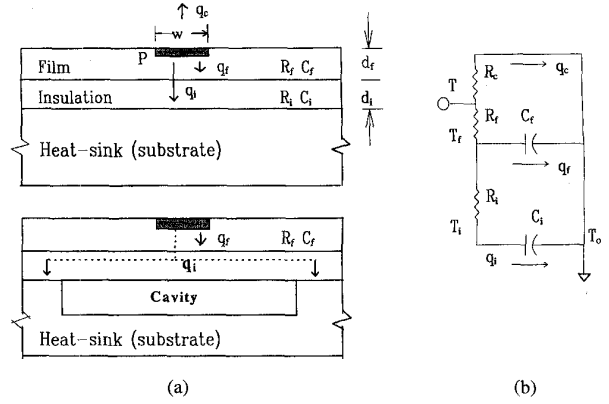 q_c
w
P
q_f
Film
R_f C_f
d_f
q_i
Insulation
R_i C_i
d_i
Heat-sink (substrate)
q_f
R_f C_f
q_i
Cavity
Heat-sink (substrate)
(a)
R_c
q_c
T
R_f
C_f
T_f
q_f
R_i
C_i
T_i
T_o
q_i
(b)